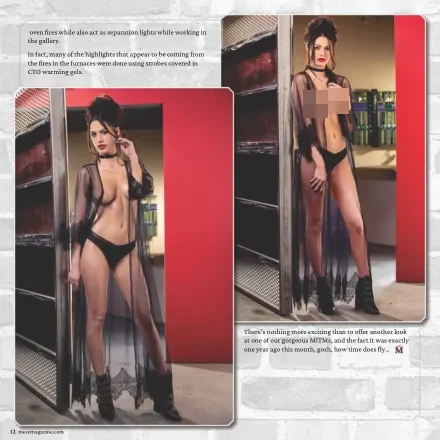 oven fires while also act as separation lights while working in
the gallery.
In fact, many of the highlights that appear to be coming from
the fires in the furnaces were done using strobes covered in
CTO warming gels.
There's nothing more exciting than to offer another look
at one of our gorgeous MITMs, and the fact it was exactly
one year ago this month, gosh, how time does fly... M
12 mecemagazine.com